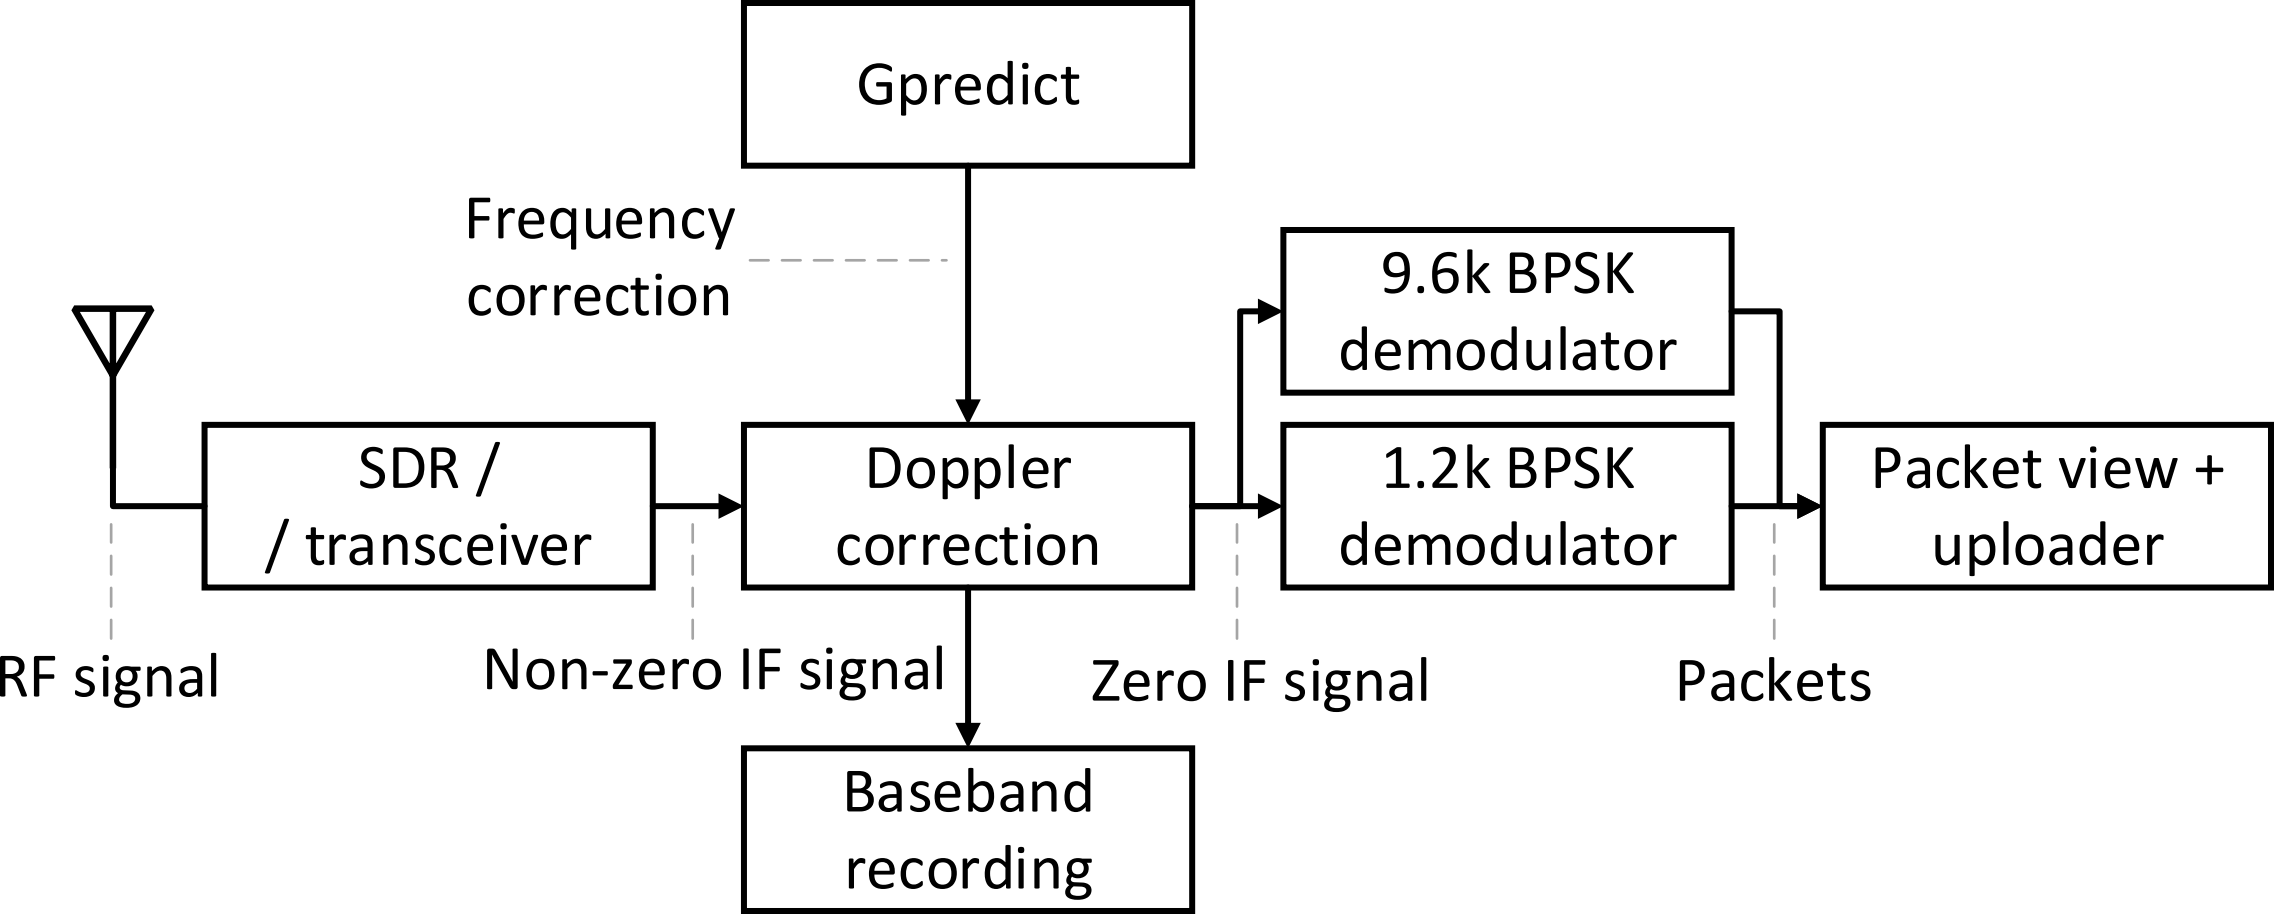 Gpredict
Frequency
correction
9.6k BPSK
demodulator
SDR /
/ transceiver
Doppler
correction
1.2k BPSK
demodulator
Packet view +
uploader
RF signal
Non-zero IF signal
Zero IF signal
Packets
Baseband
recording